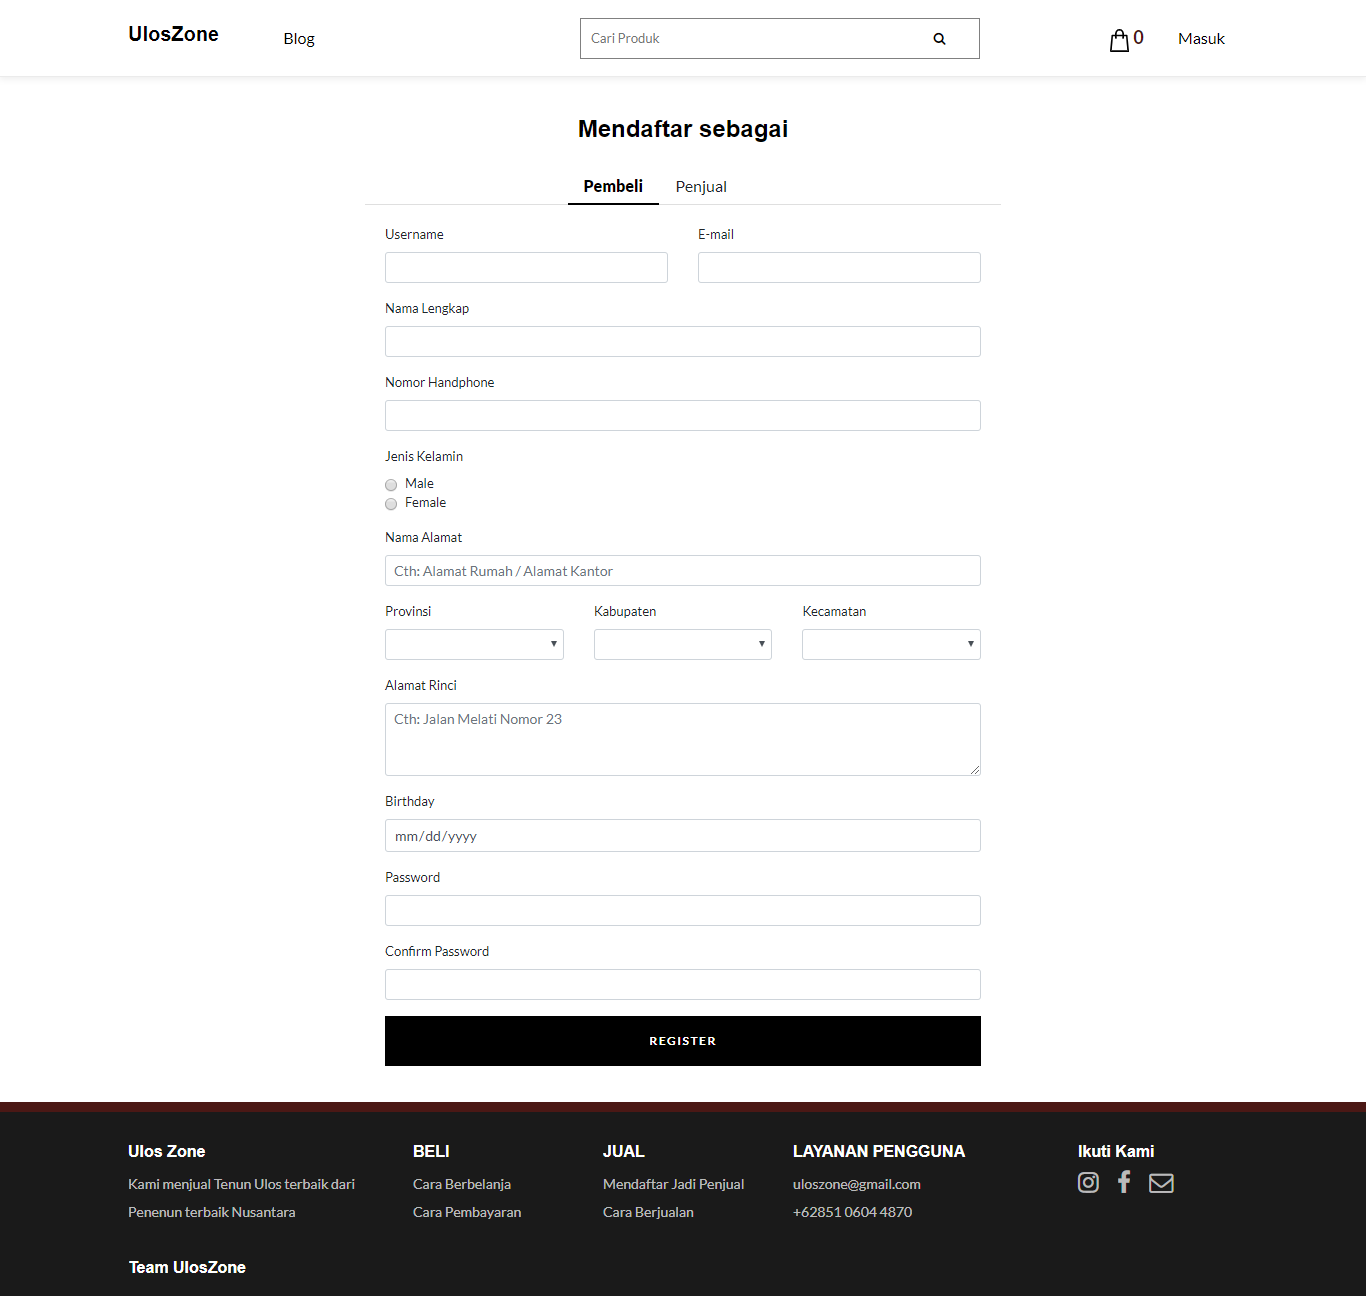 UlosZone
Blog
Cari Produk
0
Masuk
Mendaftar sebagai
Pembeli
Penjual
Username
E-mail
Nama Lengkap
Nomor Handphone
Jenis Kelamin
Male
Female
Nama Alamat
Cth: Alamat Rumah / Alamat Kantor
Provinsi
Kabupaten
Kecamatan
Alamat Rinci
Cth: Jalan Melati Nomor 23
Birthday
mm/dd/yyyy
Password
Confirm Password
REGISTER
Ulos Zone
Kami menjual Tenun Ulos terbaik dari
Penenun terbaik Nusantara
BELI
Cara Berbelanja
Cara Pembayaran
JUAL
Mendaftar Jadi Penjual
Cara Berjualan
LAYANAN PENGGUNA
uloszone@gmail.com
+62851 0604 4870
Ikuti Kami
Team UlosZone